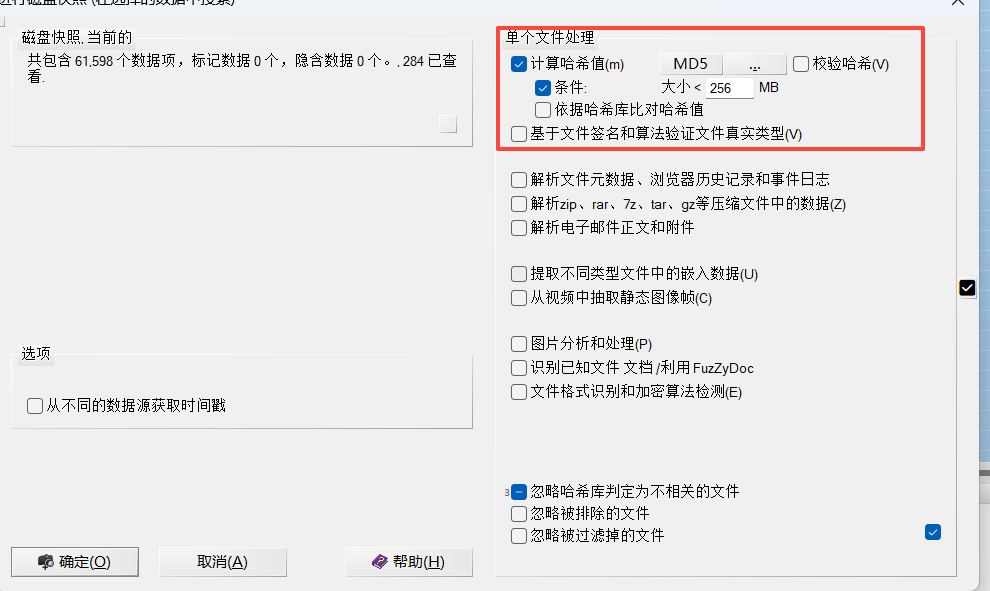 磁盘快照, 当前的
共包含 61,598 个数据项，标记数据 0 个，隐含数据 0 个。. 284 已查看.
选项
从不同的数据源获取时间戳
确定(O)
取消(A)
帮助(H)
单个文件处理
计算哈希值(m)
MD5
...
校验哈希(V)
条件:
大小 <
256
MB
依据哈希库比对哈希值
基于文件签名和算法验证文件真实类型(V)
解析文件元数据、浏览器历史记录和事件日志
解析zip、rar、7z、tar、gz等压缩文件中的数据(Z)
解析电子邮件正文和附件
提取不同类型文件中的嵌入数据(U)
从视频中抽取静态图像帧(C)
图片分析和处理(P)
识别已知文件 文档 /利用 FuzZyDoc
文件格式识别和加密算法检测(E)
3
忽略哈希库判定为不相关的文件
忽略被排除的文件
忽略被过滤掉的文件